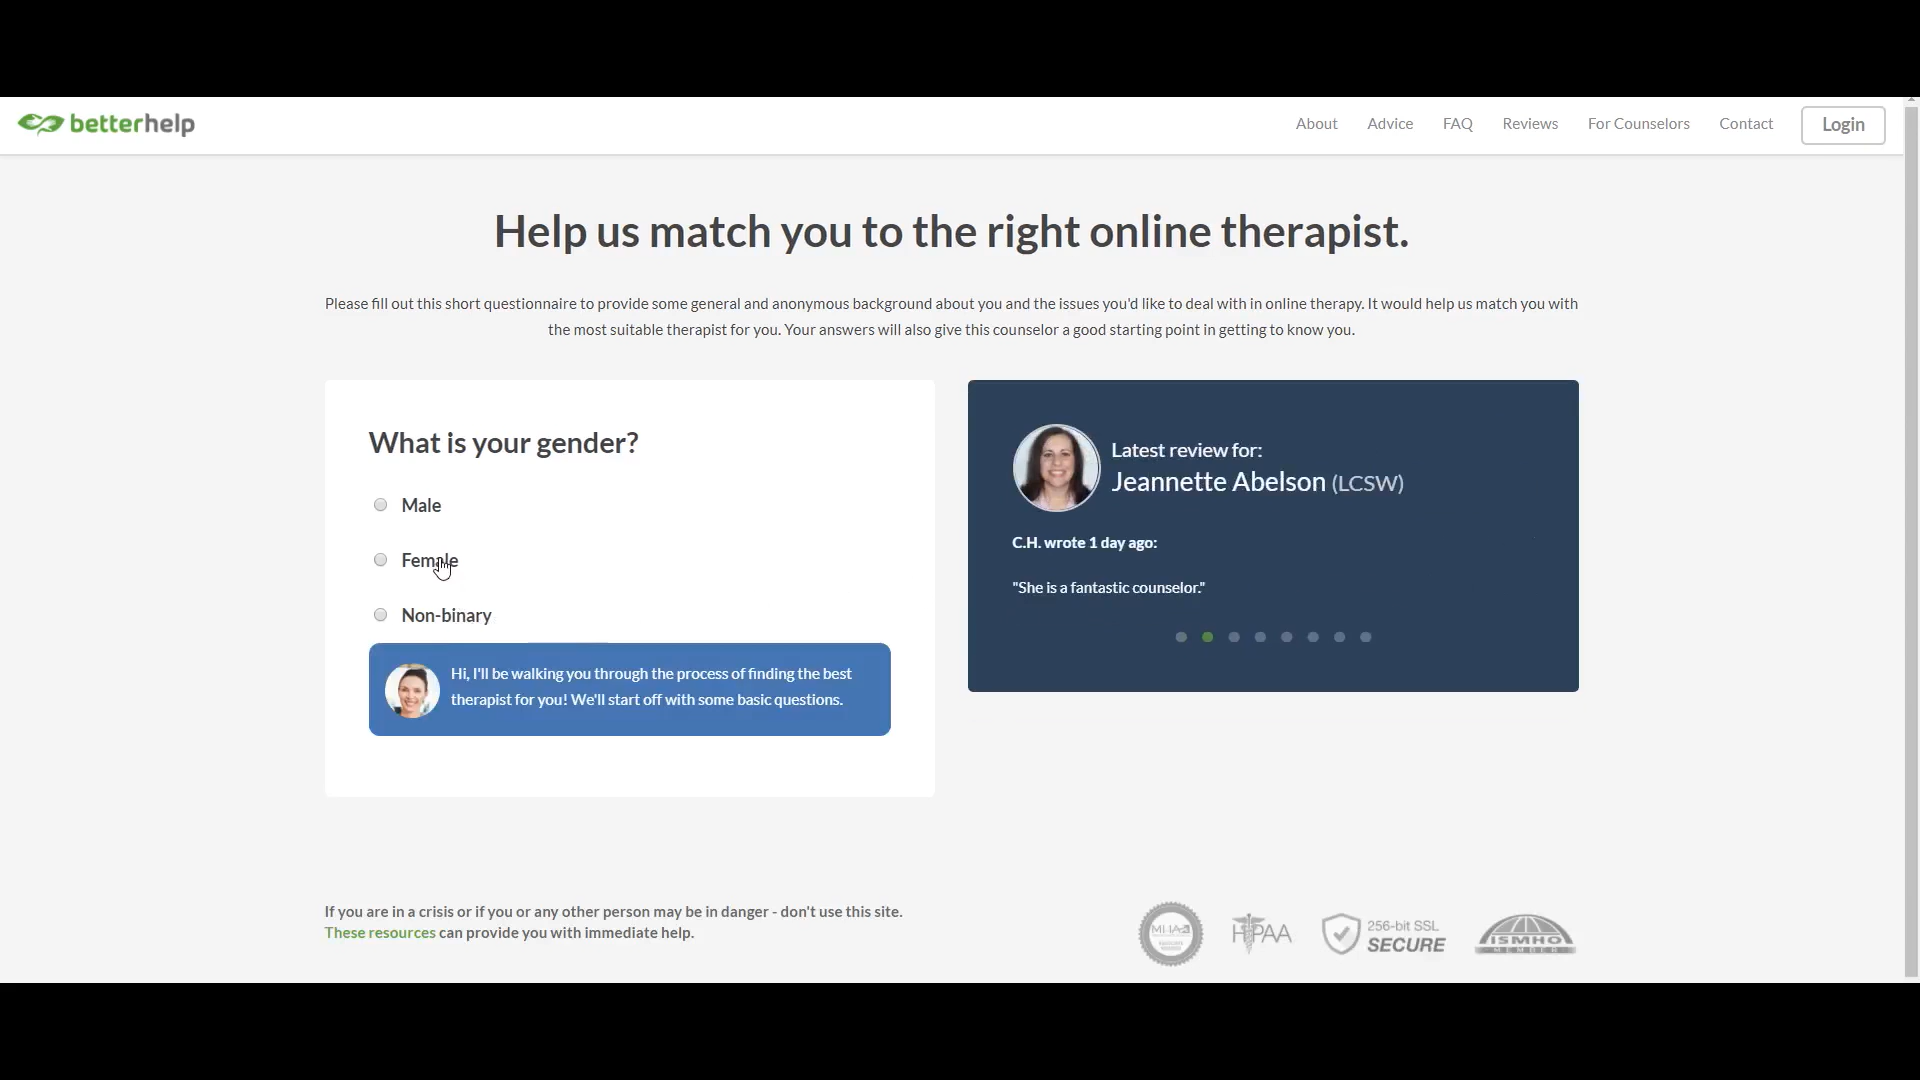 betterhelp
About
Advice
FAQ
Reviews
For Counselors
Contact
Login
Help us match you to the right online therapist.
Please fill out this short questionnaire to provide some general and anonymous background about you and the issues you'd like to deal with in online therapy. It would help us match you with
the most suitable therapist for you. Your answers will also give this counselor a good starting point in getting to know you.
What is your gender?
Male
Female
Non-binary
Hi, I'll be walking you through the process of finding the best
therapist for you! We'll start off with some basic questions.
Latest review for:
Jeannette Abelson (LCSW)
C.H. wrote 1 day ago:
"She is a fantastic counselor."
If you are in a crisis or if you or any other person may be in danger - don't use this site.
These resources can provide you with immediate help.
MHA
HIPAA
256-bit SSL
SECURE
ISMHO
MEMBER